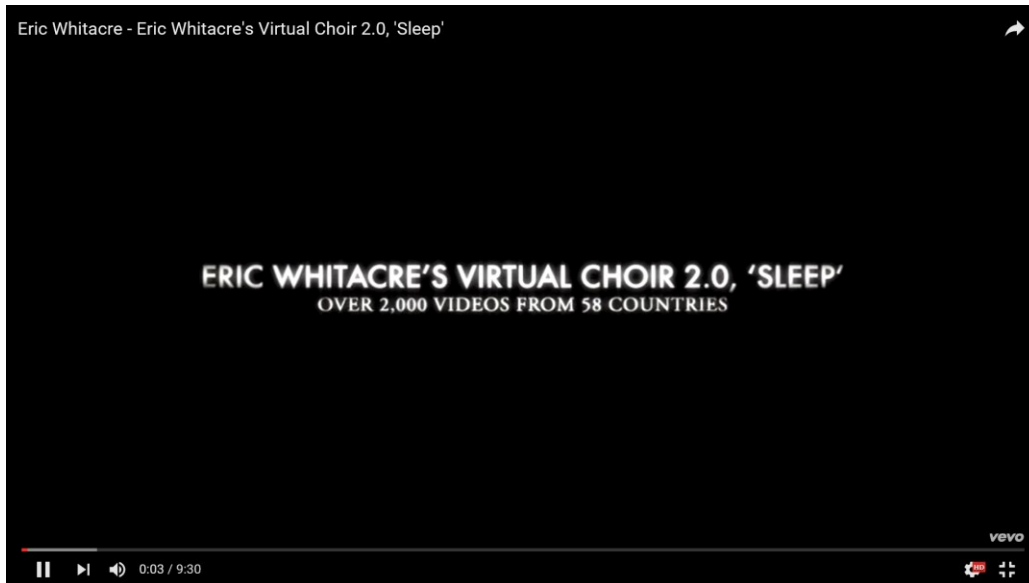 Eric Whitacre - Eric Whitacre's Virtual Choir 2.0, 'Sleep'
ERIC WHITACRE'S VIRTUAL CHOIR 2.0, ‘SLEEP‘
OVER 2,000 VIDEOS FROM 58 COUNTRIES
vevo
0:03 / 9:30
HD